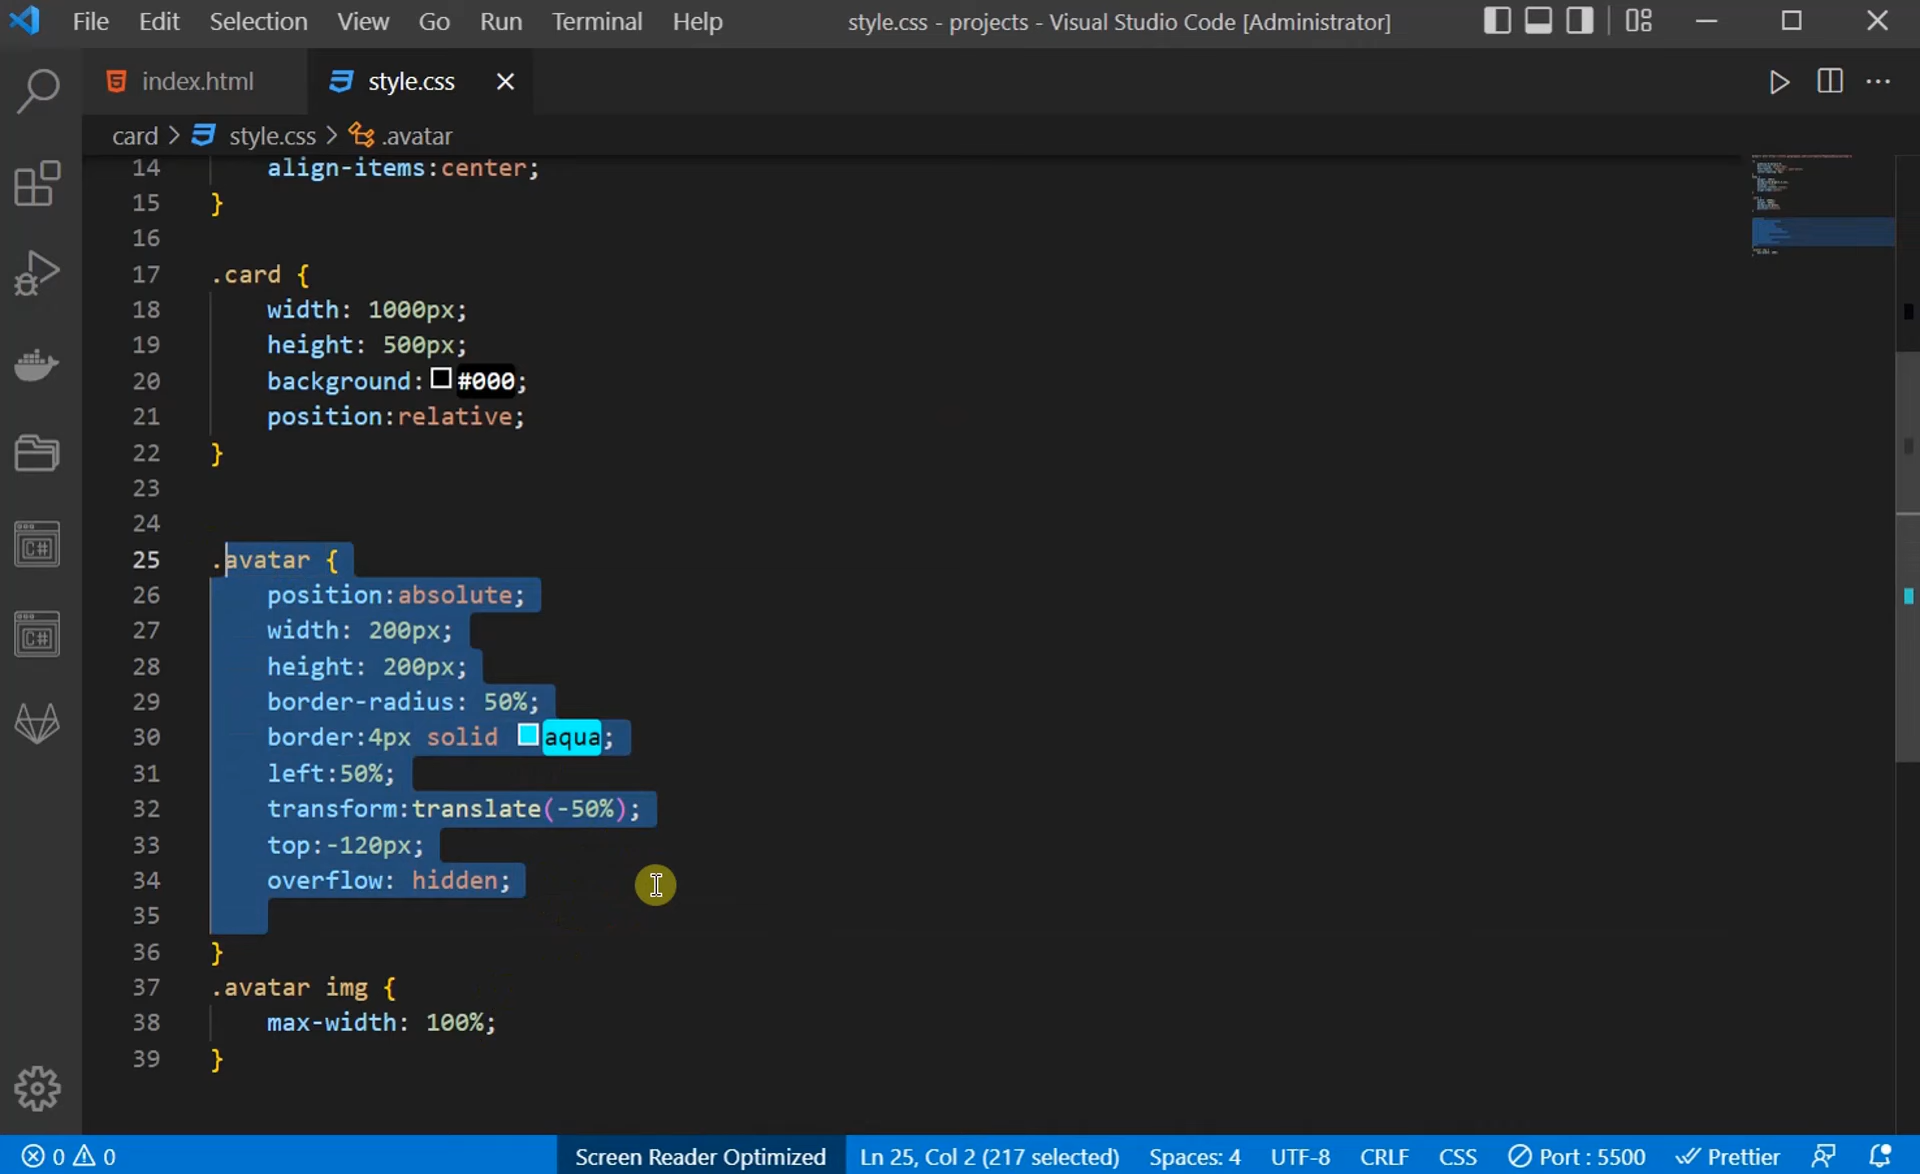 File Edit Selection View Go Run Terminal Help style.css - projects - Visual Studio Code [Administrator]
index.html style.css
card > style.css > .avatar
14 align-items:center;
15 }
16
17 .card {
18 width: 1000px;
19 height: 500px;
20 background: #000;
21 position:relative;
22 }
23
24
25 .avatar {
26 position:absolute;
27 width: 200px;
28 height: 200px;
29 border-radius: 50%;
30 border:4px solid aqua;
31 left:50%;
32 transform:translate(-50%);
33 top:-120px;
34 overflow: hidden;
35
36 }
37 .avatar img {
38 max-width: 100%;
39 }
0 0 Screen Reader Optimized Ln 25, Col 2 (217 selected) Spaces: 4 UTF-8 CRLF CSS Port : 5500 Prettier